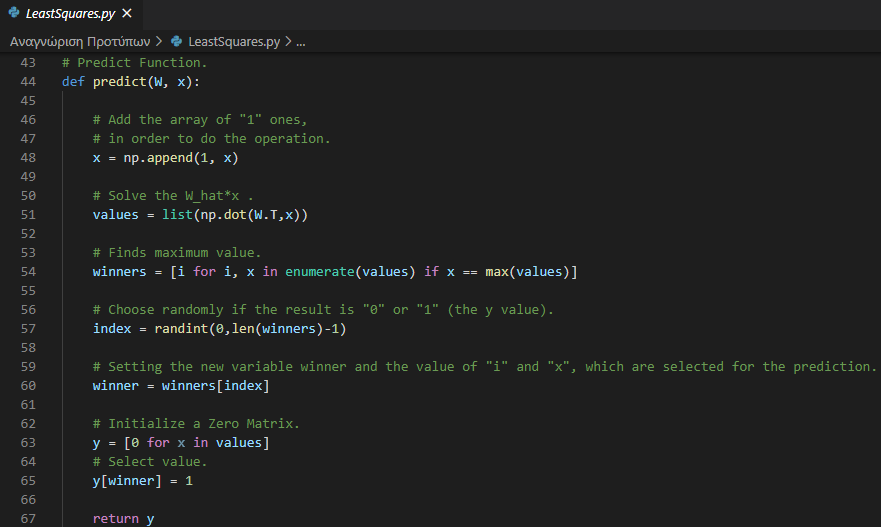 LeastSquares.py ×
Αναγνώριση Προτύπων > LeastSquares.py > ...
43 # Predict Function.
44 def predict(W, x):
45
46     # Add the array of "1" ones,
47     # in order to do the operation.
48     x = np.append(1, x)
49
50     # Solve the W_hat*x .
51     values = list(np.dot(W.T,x))
52
53     # Finds maximum value.
54     winners = [i for i, x in enumerate(values) if x == max(values)]
55
56     # Choose randomly if the result is "0" or "1" (the y value).
57     index = randint(0,len(winners)-1)
58
59     # Setting the new variable winner and the value of "i" and "x", which are selected for the prediction.
60     winner = winners[index]
61
62     # Initialize a Zero Matrix.
63     y = [0 for x in values]
64     # Select value.
65     y[winner] = 1
66
67     return y